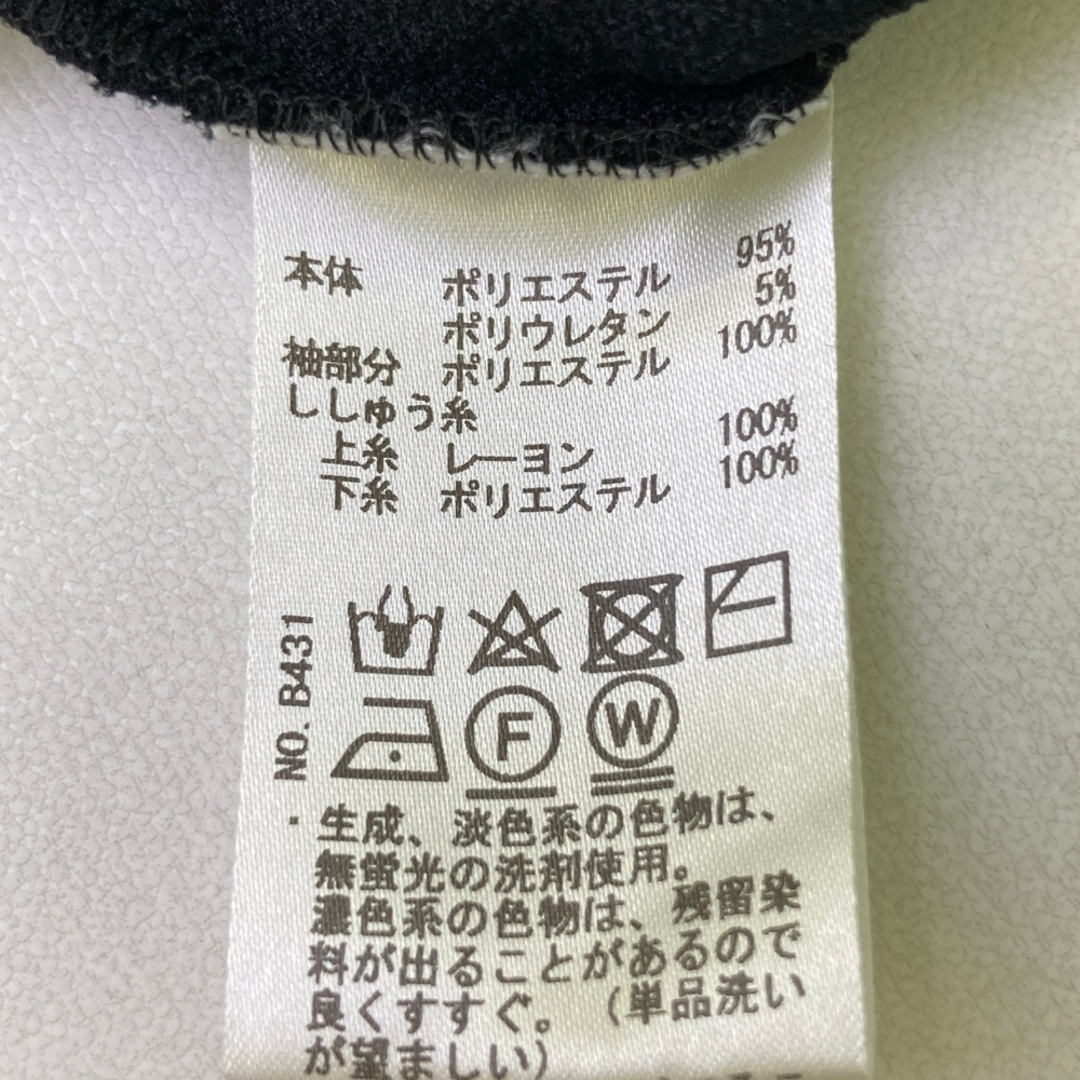 本体 ポリエステル 95%
ポリウレタン 5%
袖部分 ポリエステル 100%
ししゅう糸
上糸 レーヨン 100%
下糸 ポリエステル 100%
NO. B431
F W
・生成、淡色系の色物は、
無蛍光の洗剤使用。
濃色系の色物は、残留染
料が出ることがあるので
良くすすぐ。(単品洗い
が望ましい)